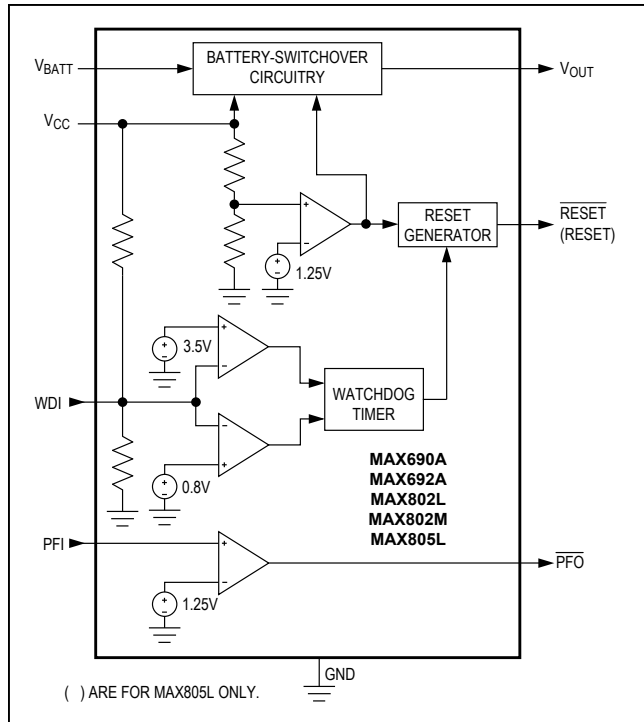 BATTERY-SWITCHOVER
CIRCUITRY
VBATT
VOUT
VCC
+
−
RESET
GENERATOR
RESET
(RESET)
+
−
1.25V
+
−
+
−
3.5V
WATCHDOG
TIMER
WDI
−
+
+
−
0.8V
MAX690A
MAX692A
MAX802L
MAX802M
MAX805L
PFI
+
−
PFO
+
−
1.25V
GND
( ) ARE FOR MAX805L ONLY.